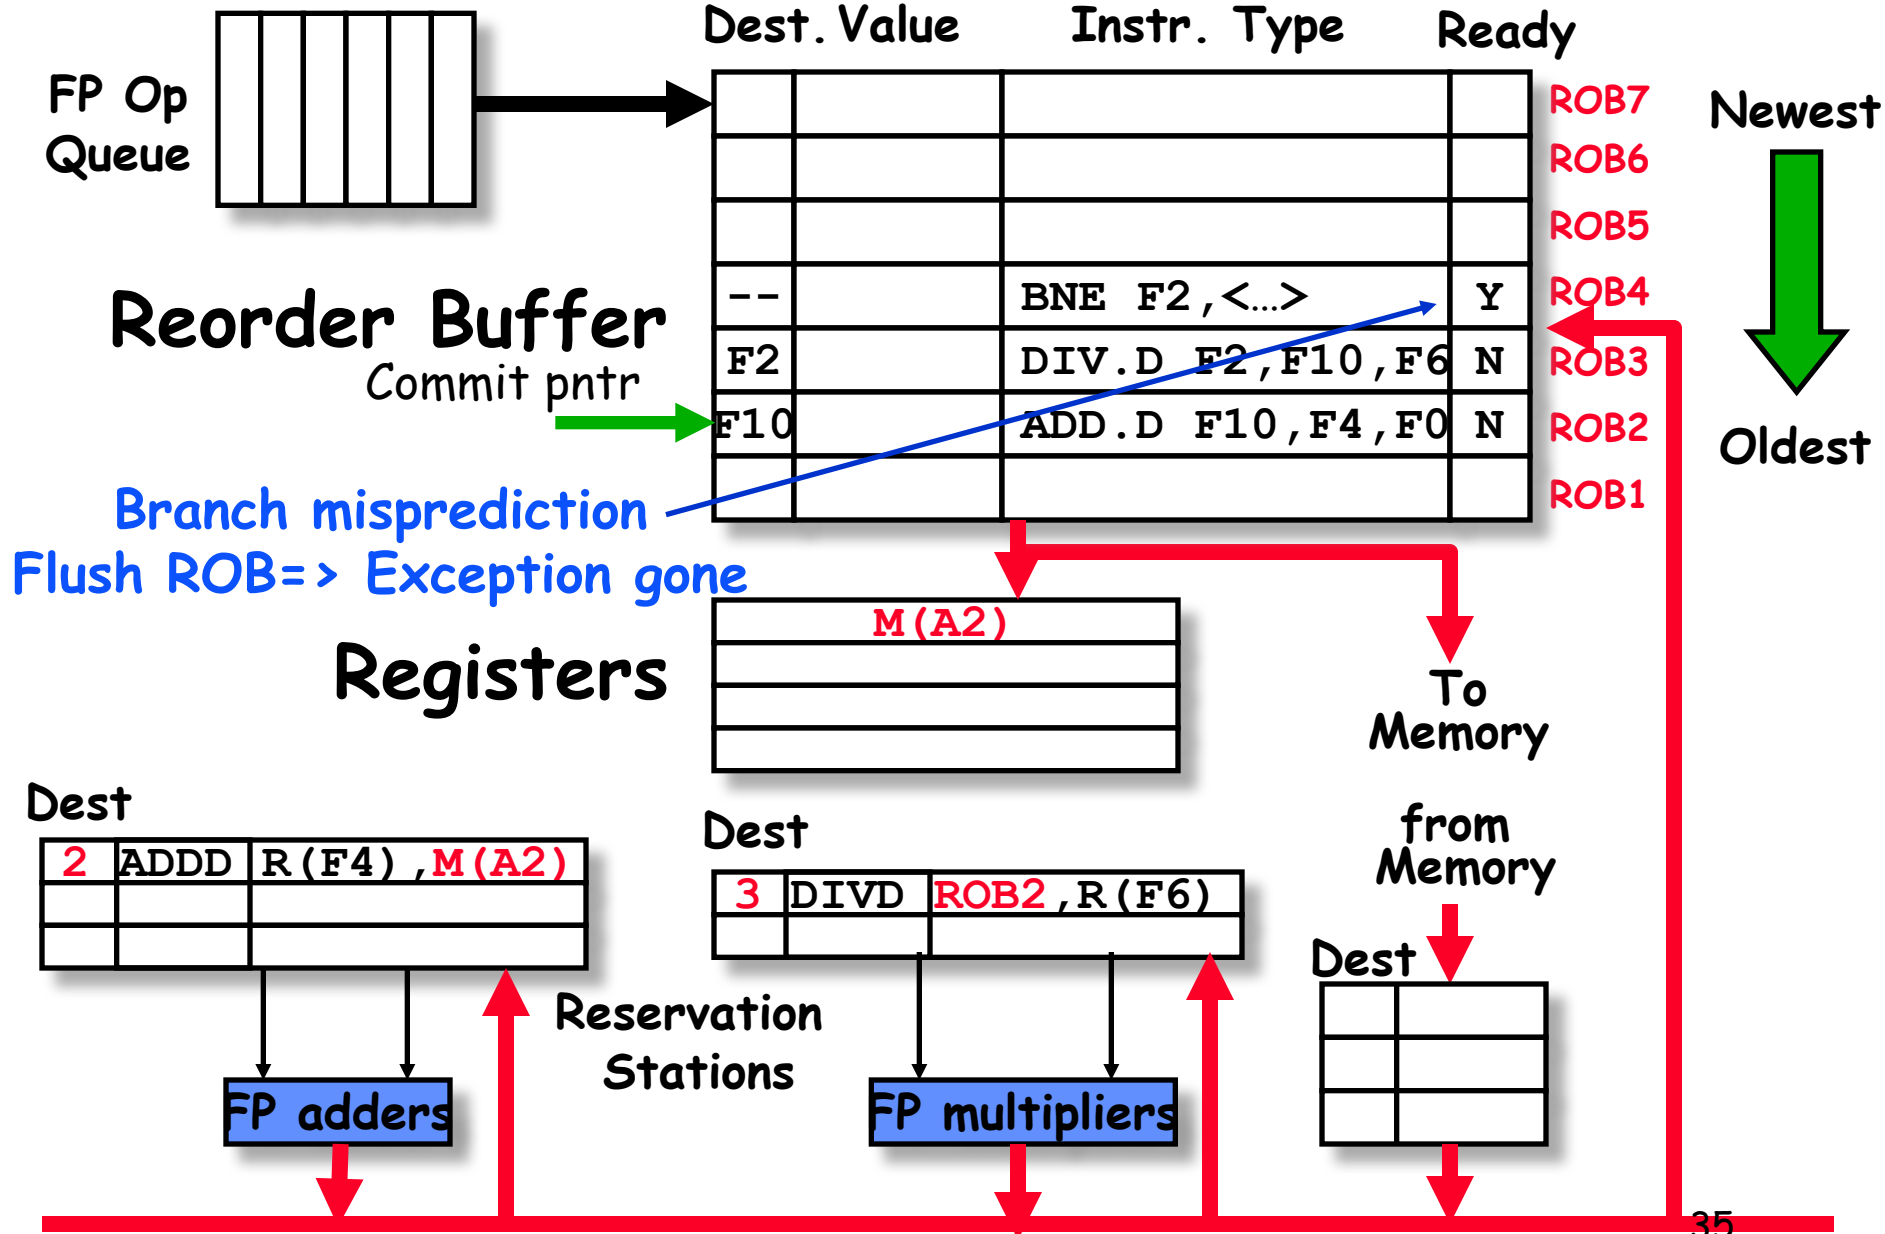 Dest. Value Instr. Type Ready
FP Op
Queue
ROB7
Newest
ROB6
ROB5
-- BNE F2,<…> Y ROB4
Reorder Buffer
F2 DIV.D F2,F10,F6 N ROB3
Commit pntr
F10 ADD.D F10,F4,F0 N ROB2
Oldest
ROB1
Branch misprediction
Flush ROB=> Exception gone
M(A2)
Registers
To
Memory
Dest
2 ADDD R(F4),M(A2)
Dest
3 DIVD ROB2,R(F6)
from
Memory
Dest
Reservation
Stations
FP adders
FP multipliers
35